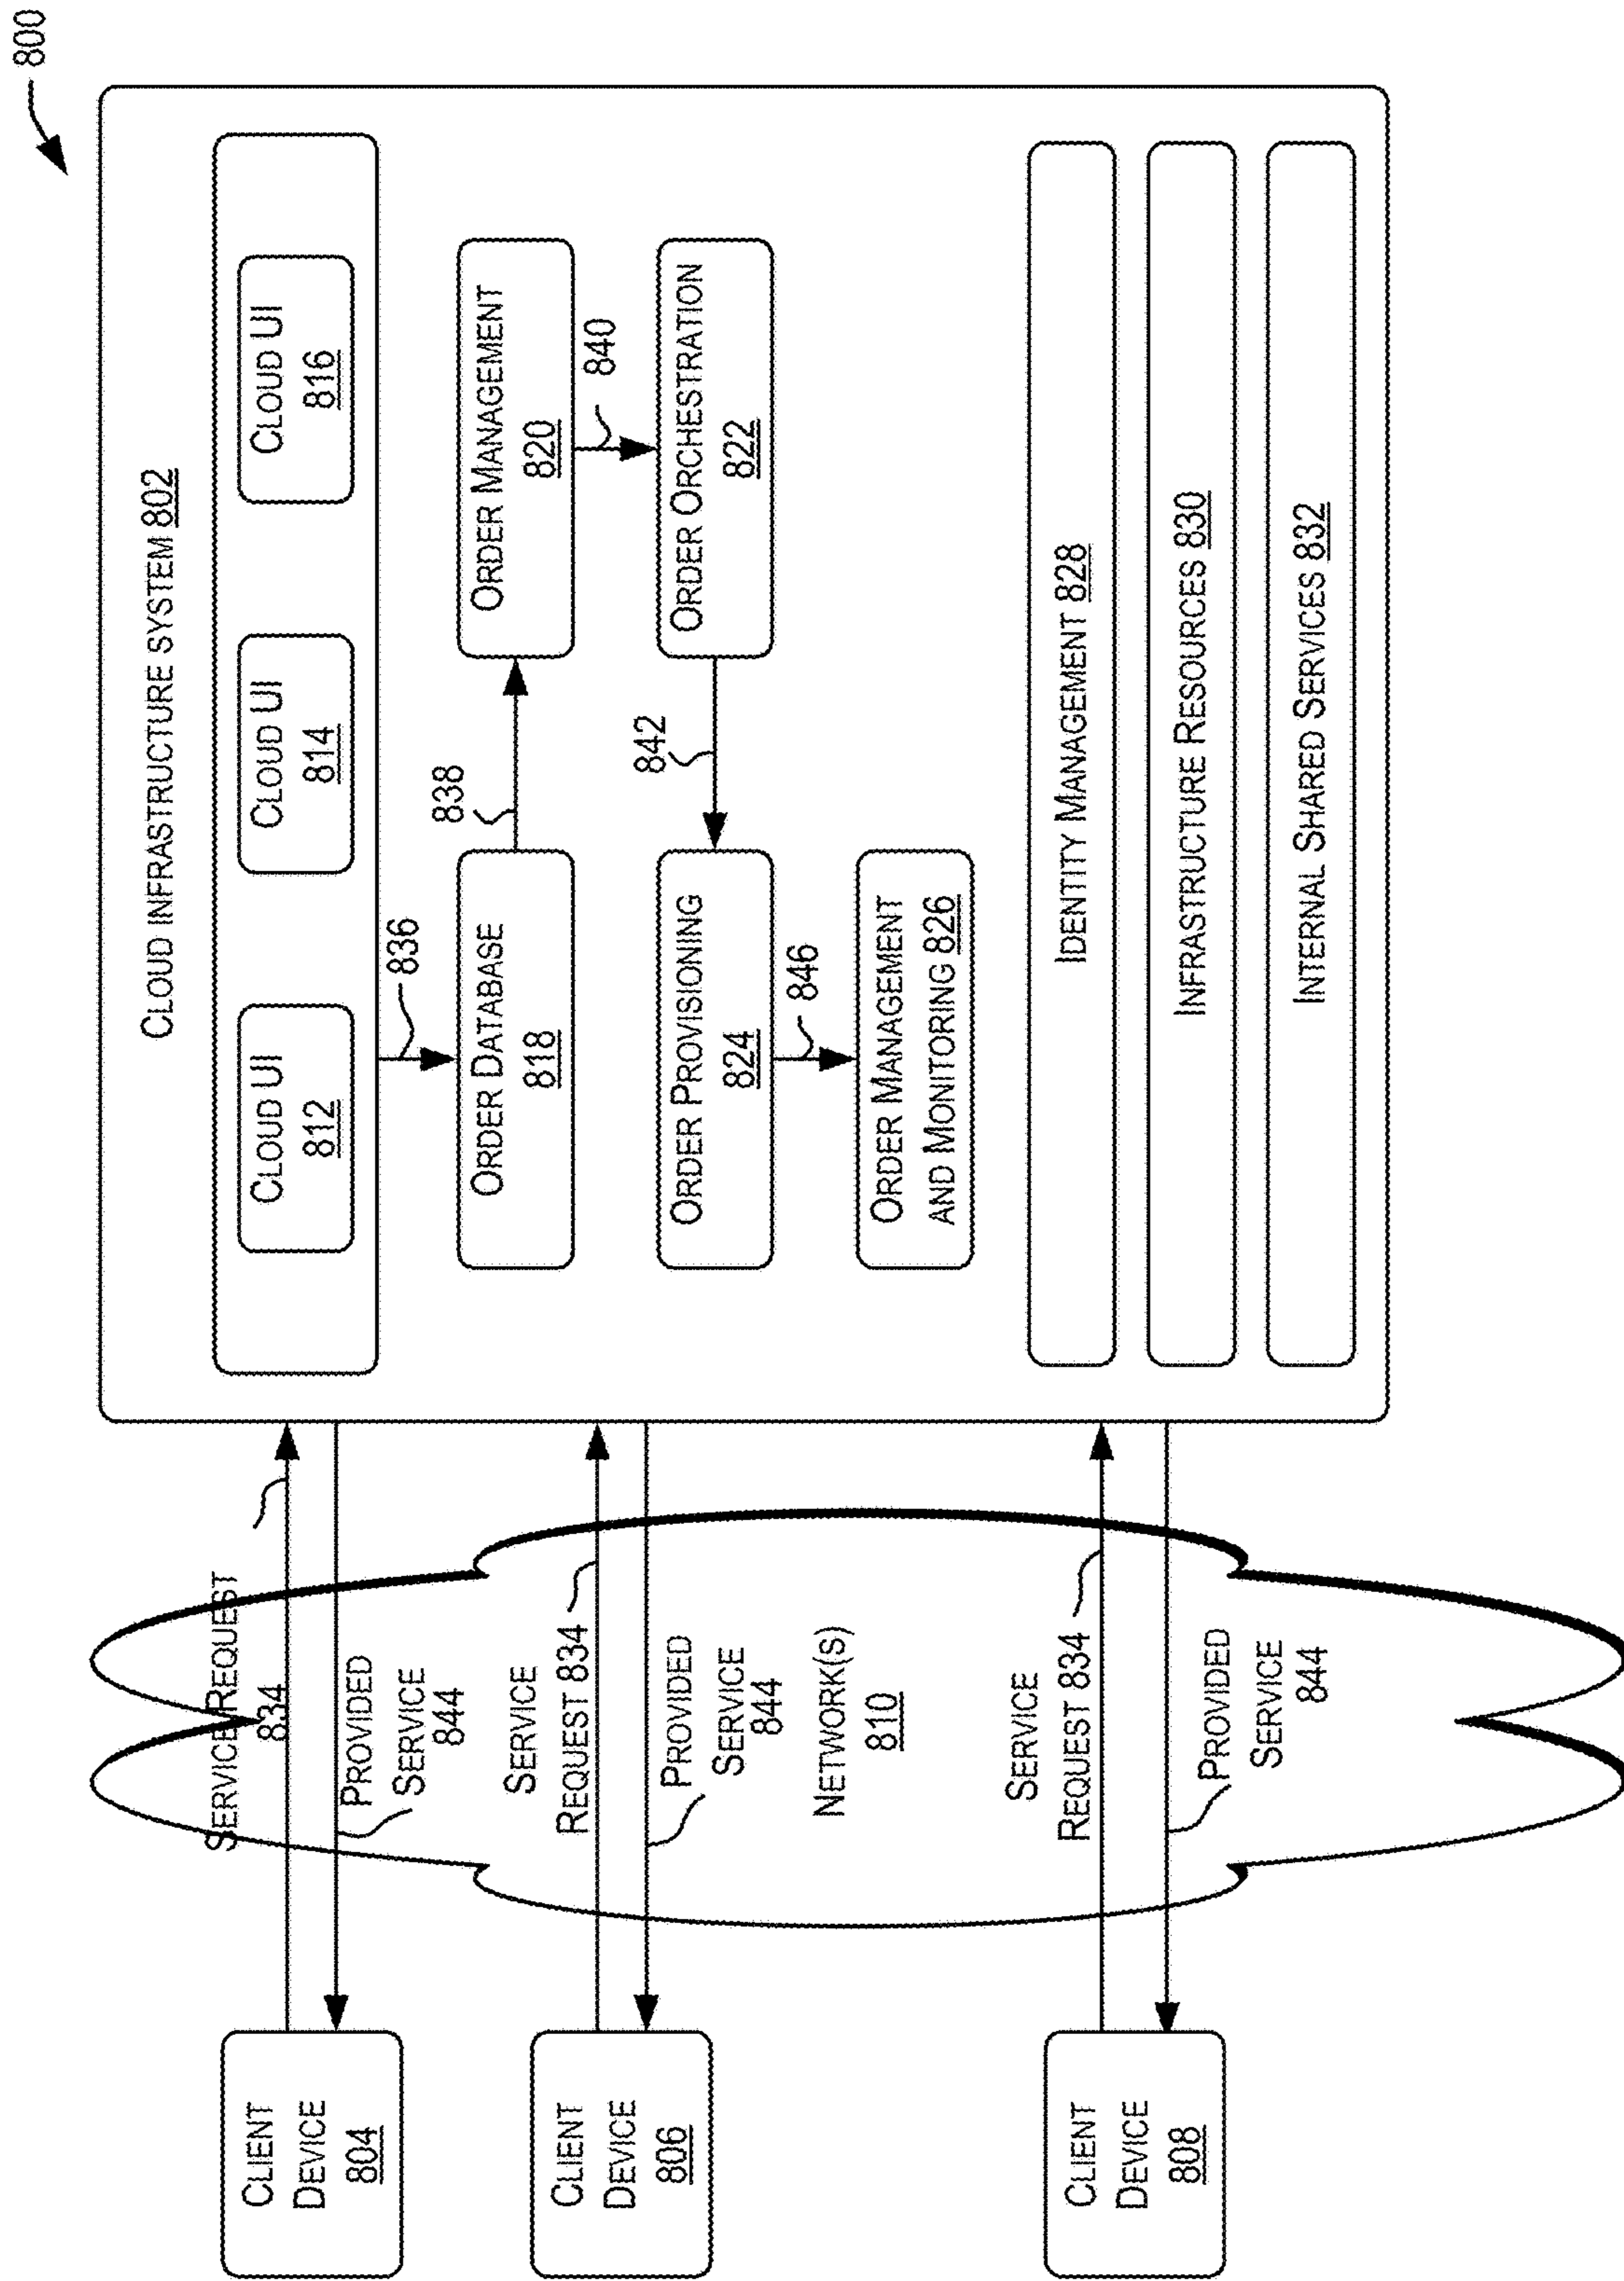 800
CLOUD INFRASTRUCTURE SYSTEM 802
CLOUD UI
812
CLOUD UI
814
CLOUD UI
816
836
ORDER DATABASE
818
838
ORDER MANAGEMENT
820
840
ORDER ORCHESTRATION
822
842
ORDER PROVISIONING
824
846
ORDER MANAGEMENT
AND MONITORING 826
IDENTITY MANAGEMENT 828
INFRASTRUCTURE RESOURCES 830
INTERNAL SHARED SERVICES 832
SERVICE REQUEST
834
PROVIDED
SERVICE
844
SERVICE
REQUEST 834
PROVIDED
SERVICE
844
NETWORK(S)
810
SERVICE
REQUEST 834
PROVIDED
SERVICE
844
CLIENT
DEVICE
804
CLIENT
DEVICE
806
CLIENT
DEVICE
808